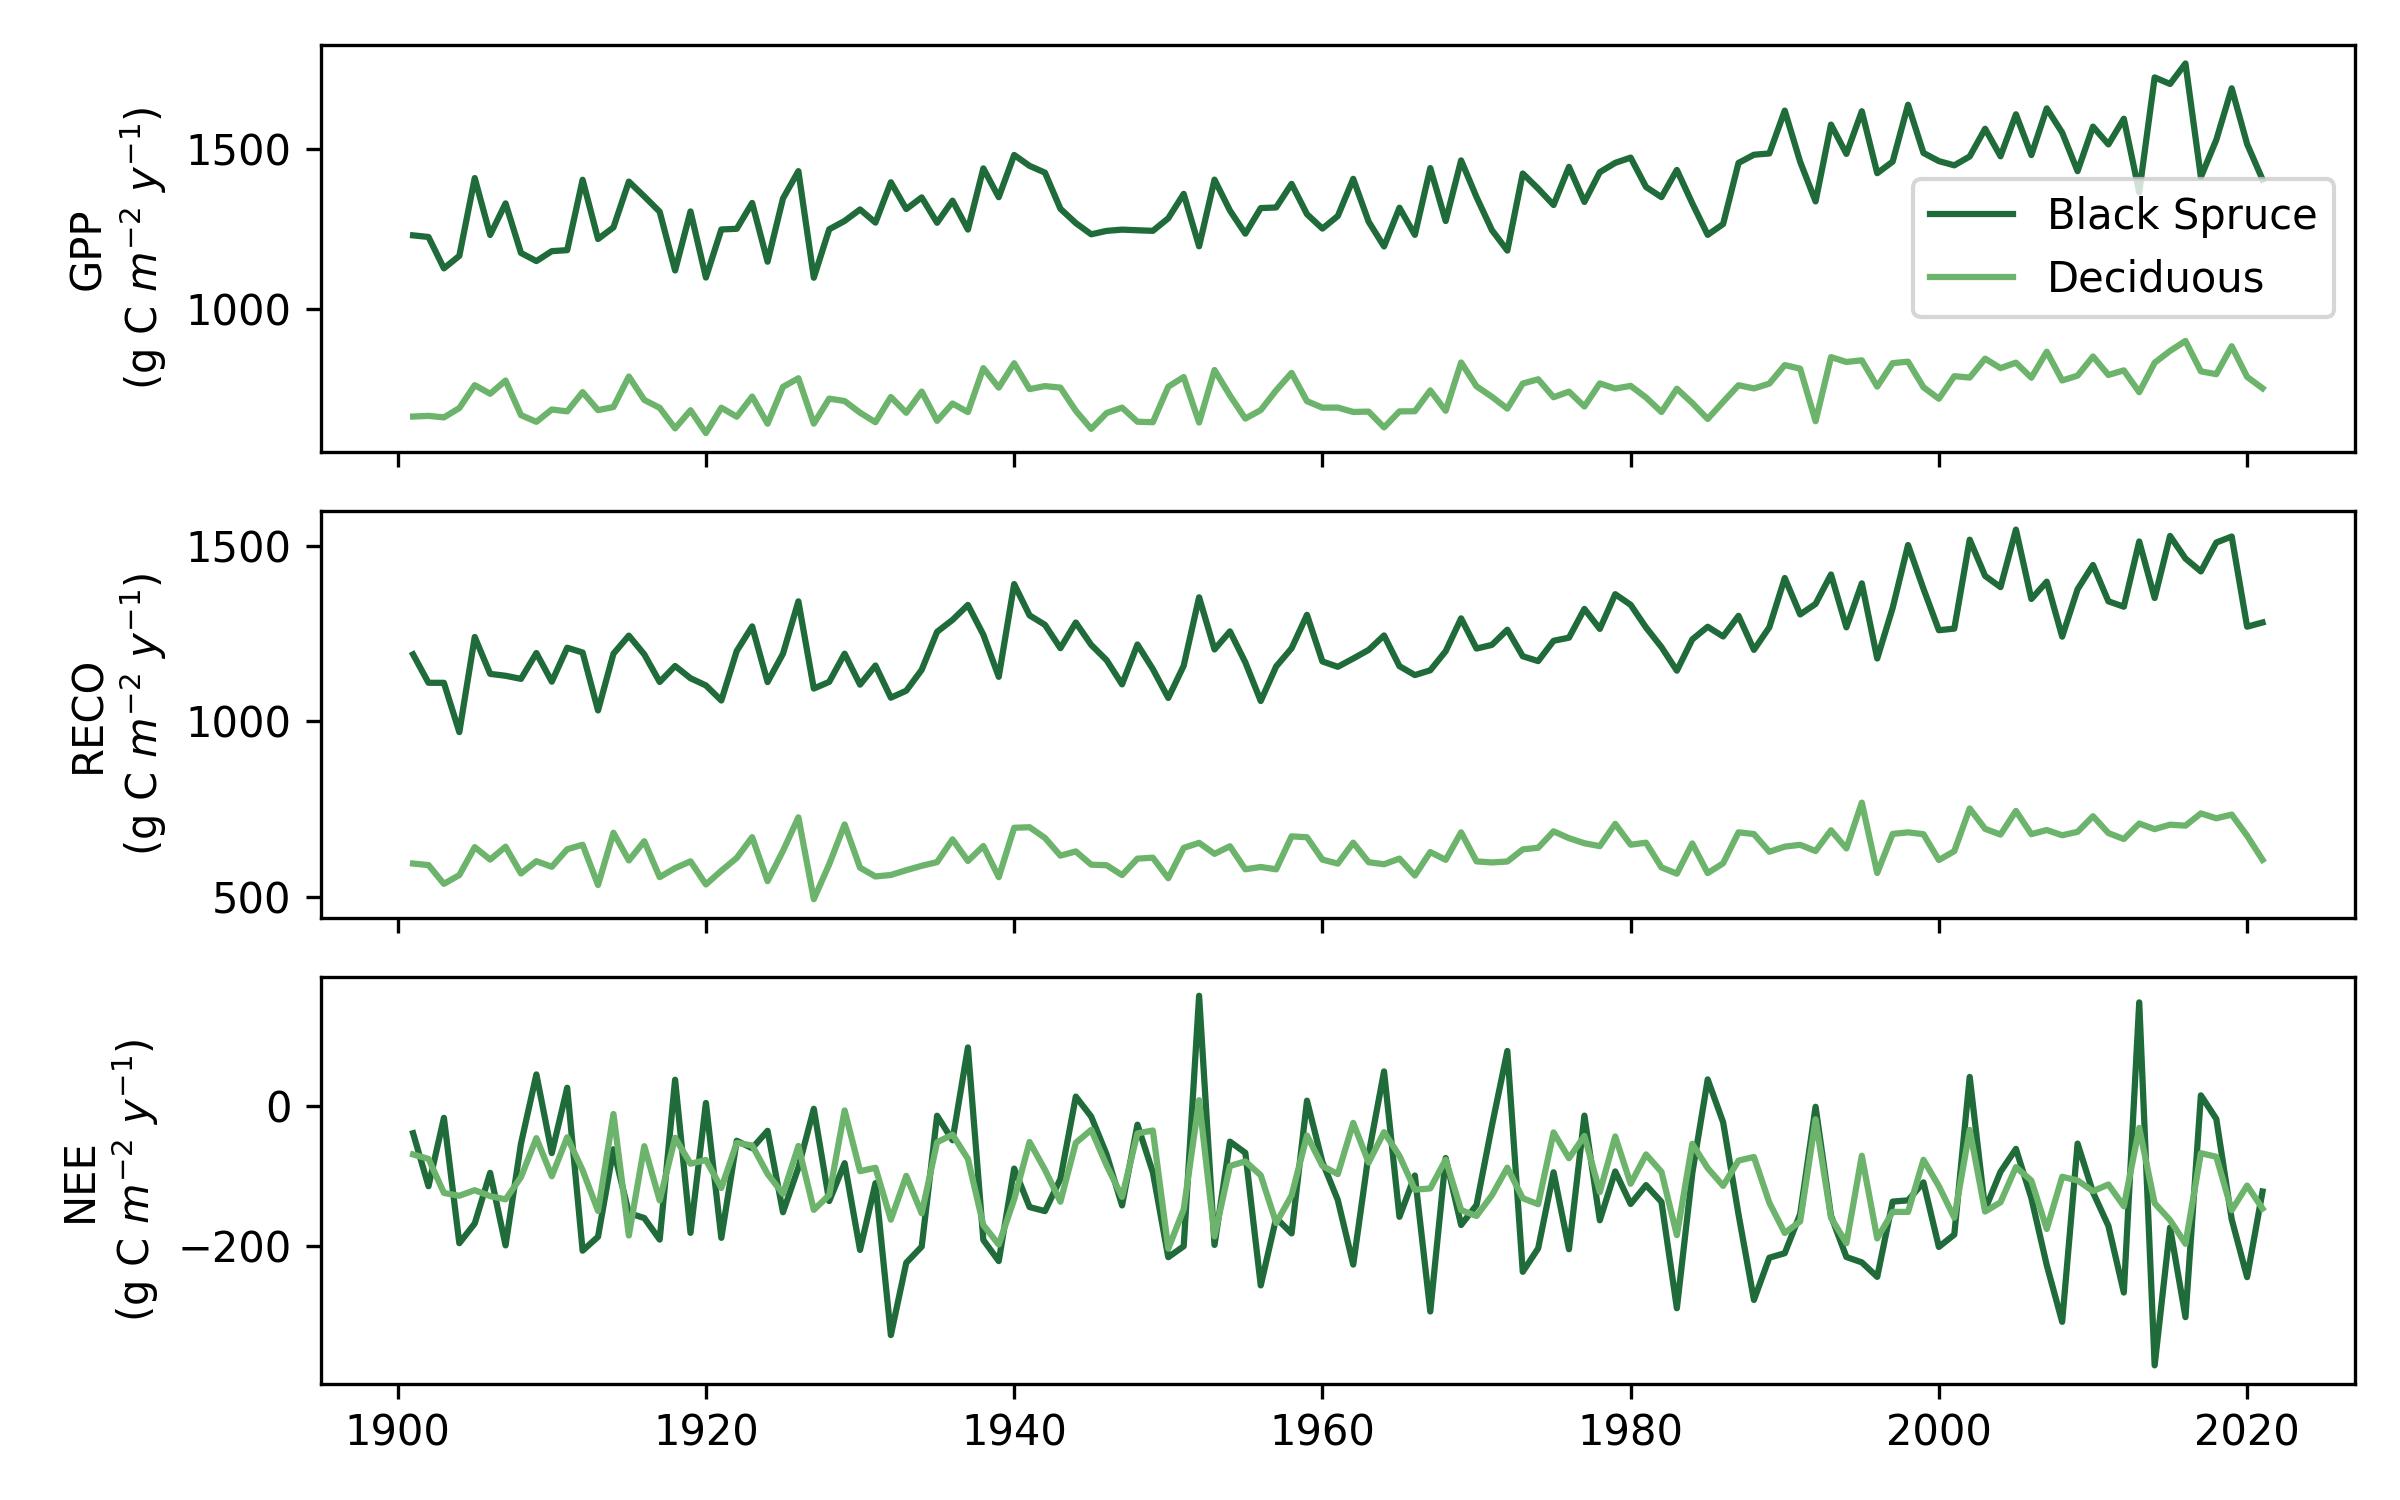 GPP
(g C m⁻² y⁻¹)
1500
1000
Black Spruce
Deciduous
RECO
(g C m⁻² y⁻¹)
1500
1000
500
NEE
(g C m⁻² y⁻¹)
0
−200
1900 1920 1940 1960 1980 2000 2020